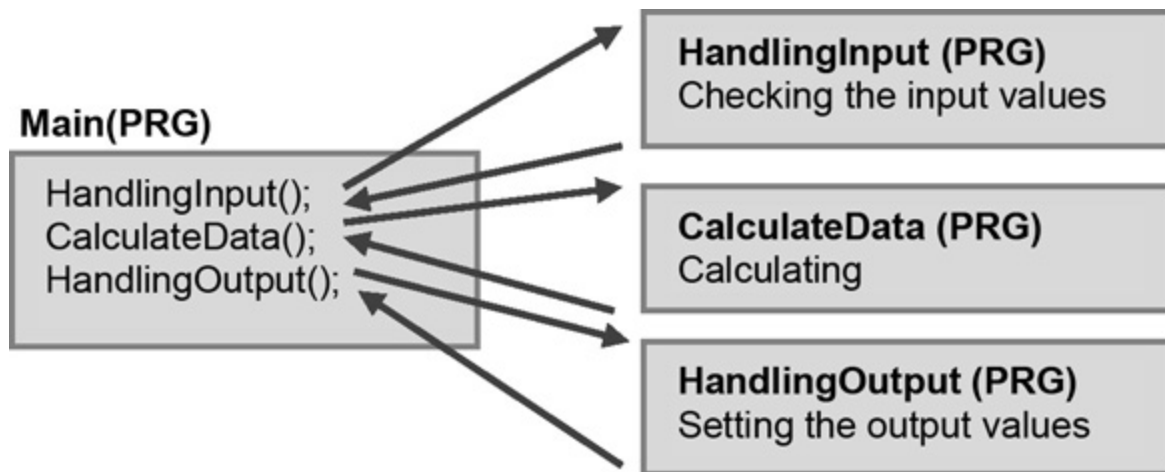 Main(PRG)
HandlingInput();
CalculateData();
HandlingOutput();
HandlingInput (PRG)
Checking the input values
CalculateData (PRG)
Calculating
HandlingOutput (PRG)
Setting the output values